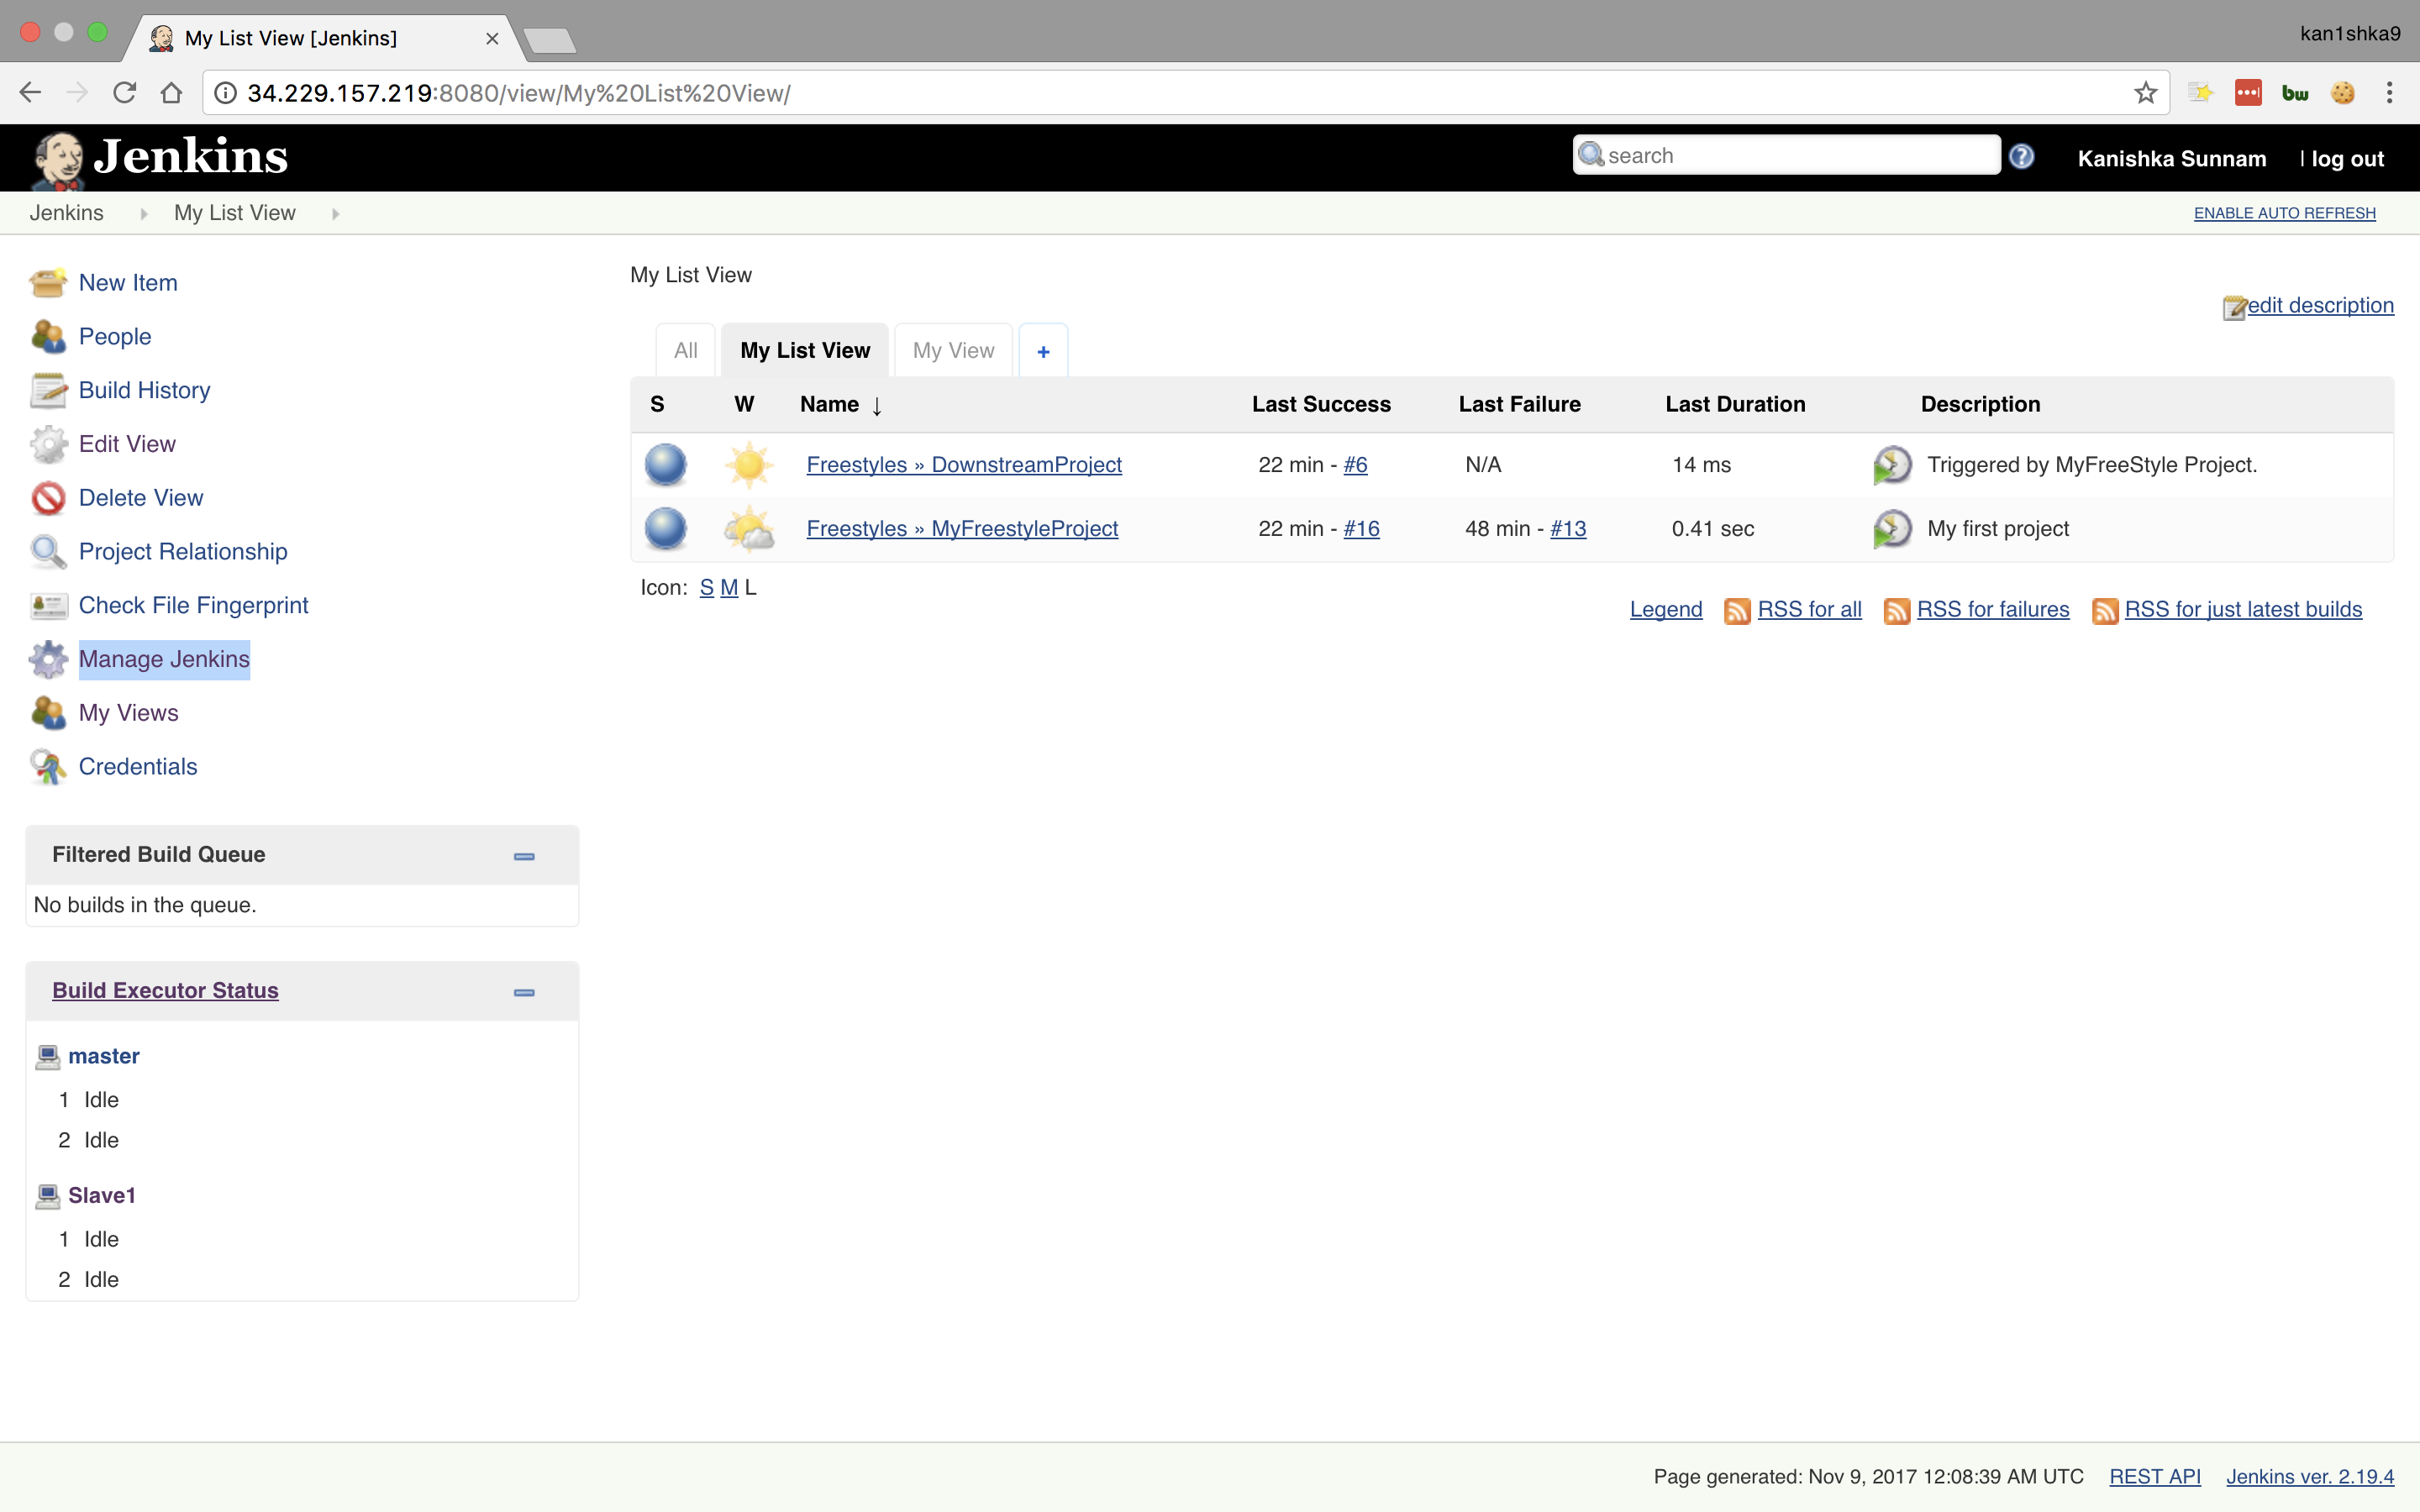 My List View [Jenkins]
kan1shka9
34.229.157.219:8080/view/My%20List%20View/
bw
Jenkins
search
Kanishka Sunnam | log out
Jenkins My List View
ENABLE AUTO REFRESH
New Item
People
Build History
Edit View
Delete View
Project Relationship
Check File Fingerprint
Manage Jenkins
My Views
Credentials
Filtered Build Queue
No builds in the queue.
Build Executor Status
master
1 Idle
2 Idle
Slave1
1 Idle
2 Idle
My List View
edit description
All My List View My View +
S W Name ↓ Last Success Last Failure Last Duration Description
Freestyles » DownstreamProject 22 min - #6 N/A 14 ms Triggered by MyFreeStyle Project.
Freestyles » MyFreestyleProject 22 min - #16 48 min - #13 0.41 sec My first project
Icon: S M L
Legend RSS for all RSS for failures RSS for just latest builds
Page generated: Nov 9, 2017 12:08:39 AM UTC REST API Jenkins ver. 2.19.4